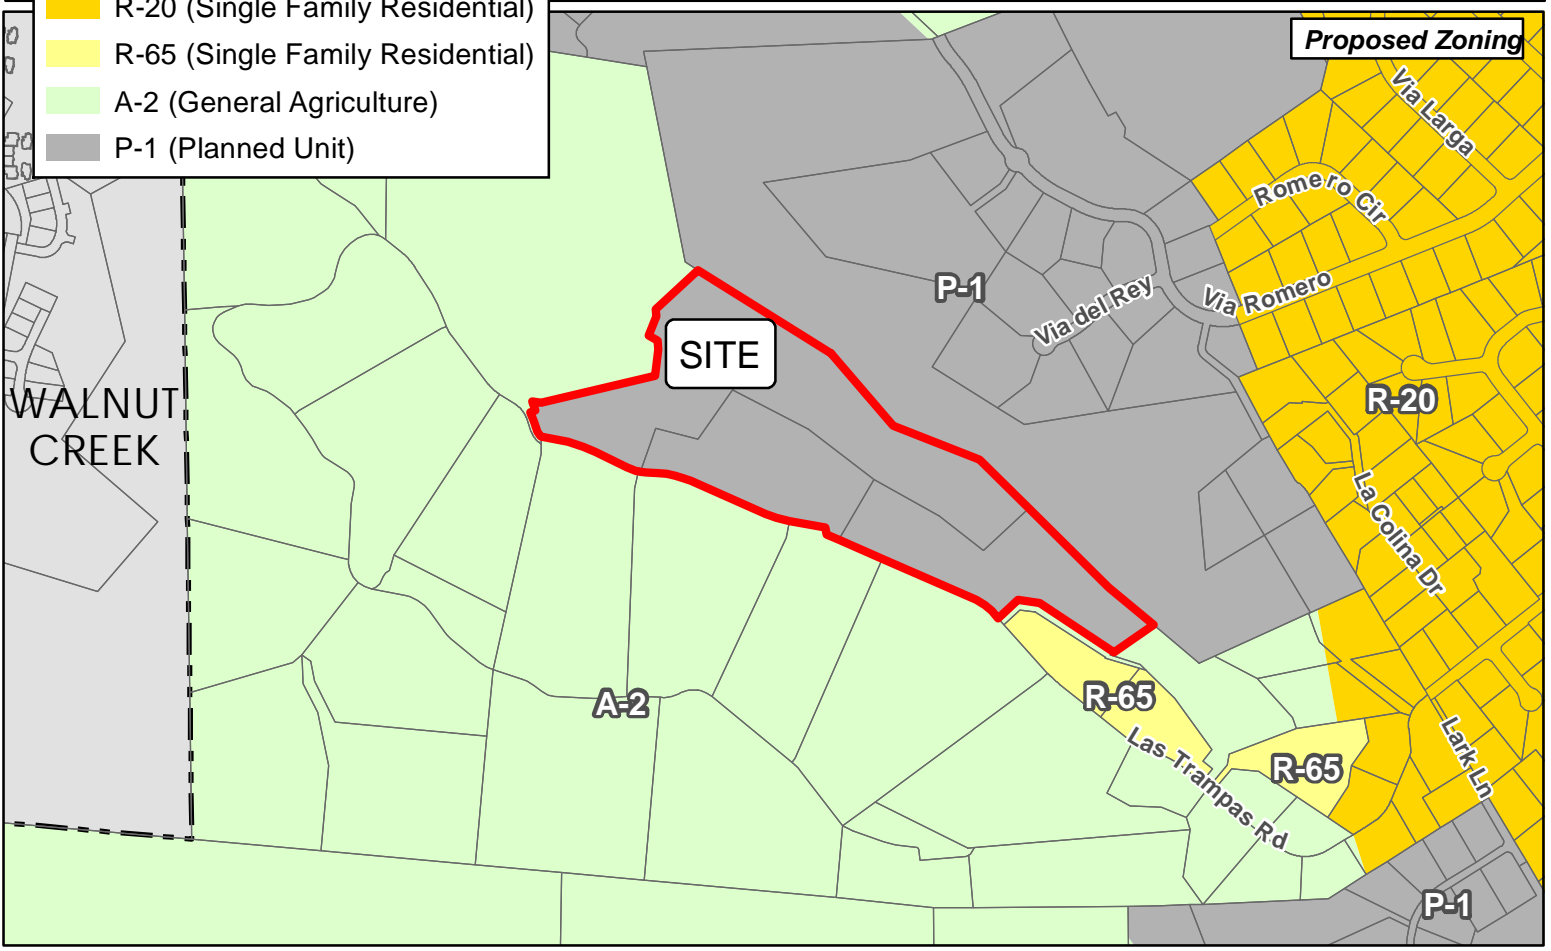 R-20 (Single Family Residential)
R-65 (Single Family Residential)
A-2 (General Agriculture)
P-1 (Planned Unit)
Proposed Zoning
Via Larga
Romero Cir
P-1
Via del Rey
Via Romero
SITE
WALNUT
CREEK
R-20
La Colina Dr
A-2
R-65
Las Trampas Rd
R-65
Lark Ln
P-1